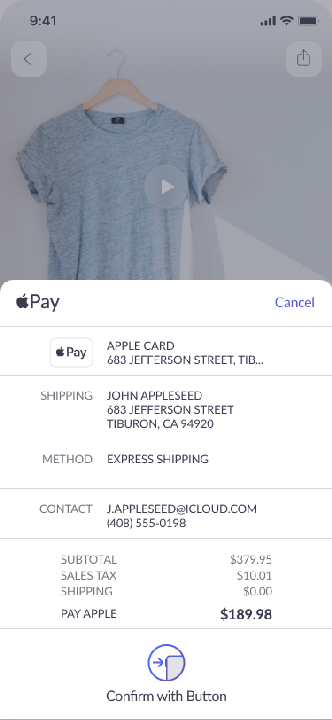 9:41
Pay
Cancel
Pay
APPLE CARD
683 JEFFERSON STREET, TIB...
SHIPPING
JOHN APPLESEED
683 JEFFERSON STREET
TIBURON, CA 94920
METHOD
EXPRESS SHIPPING
CONTACT
J.APPLESEED@ICLOUD.COM
(408) 555-0198
SUBTOTAL $379.95
SALES TAX $10.01
SHIPPING $0.00
PAY APPLE $189.98
Confirm with Button